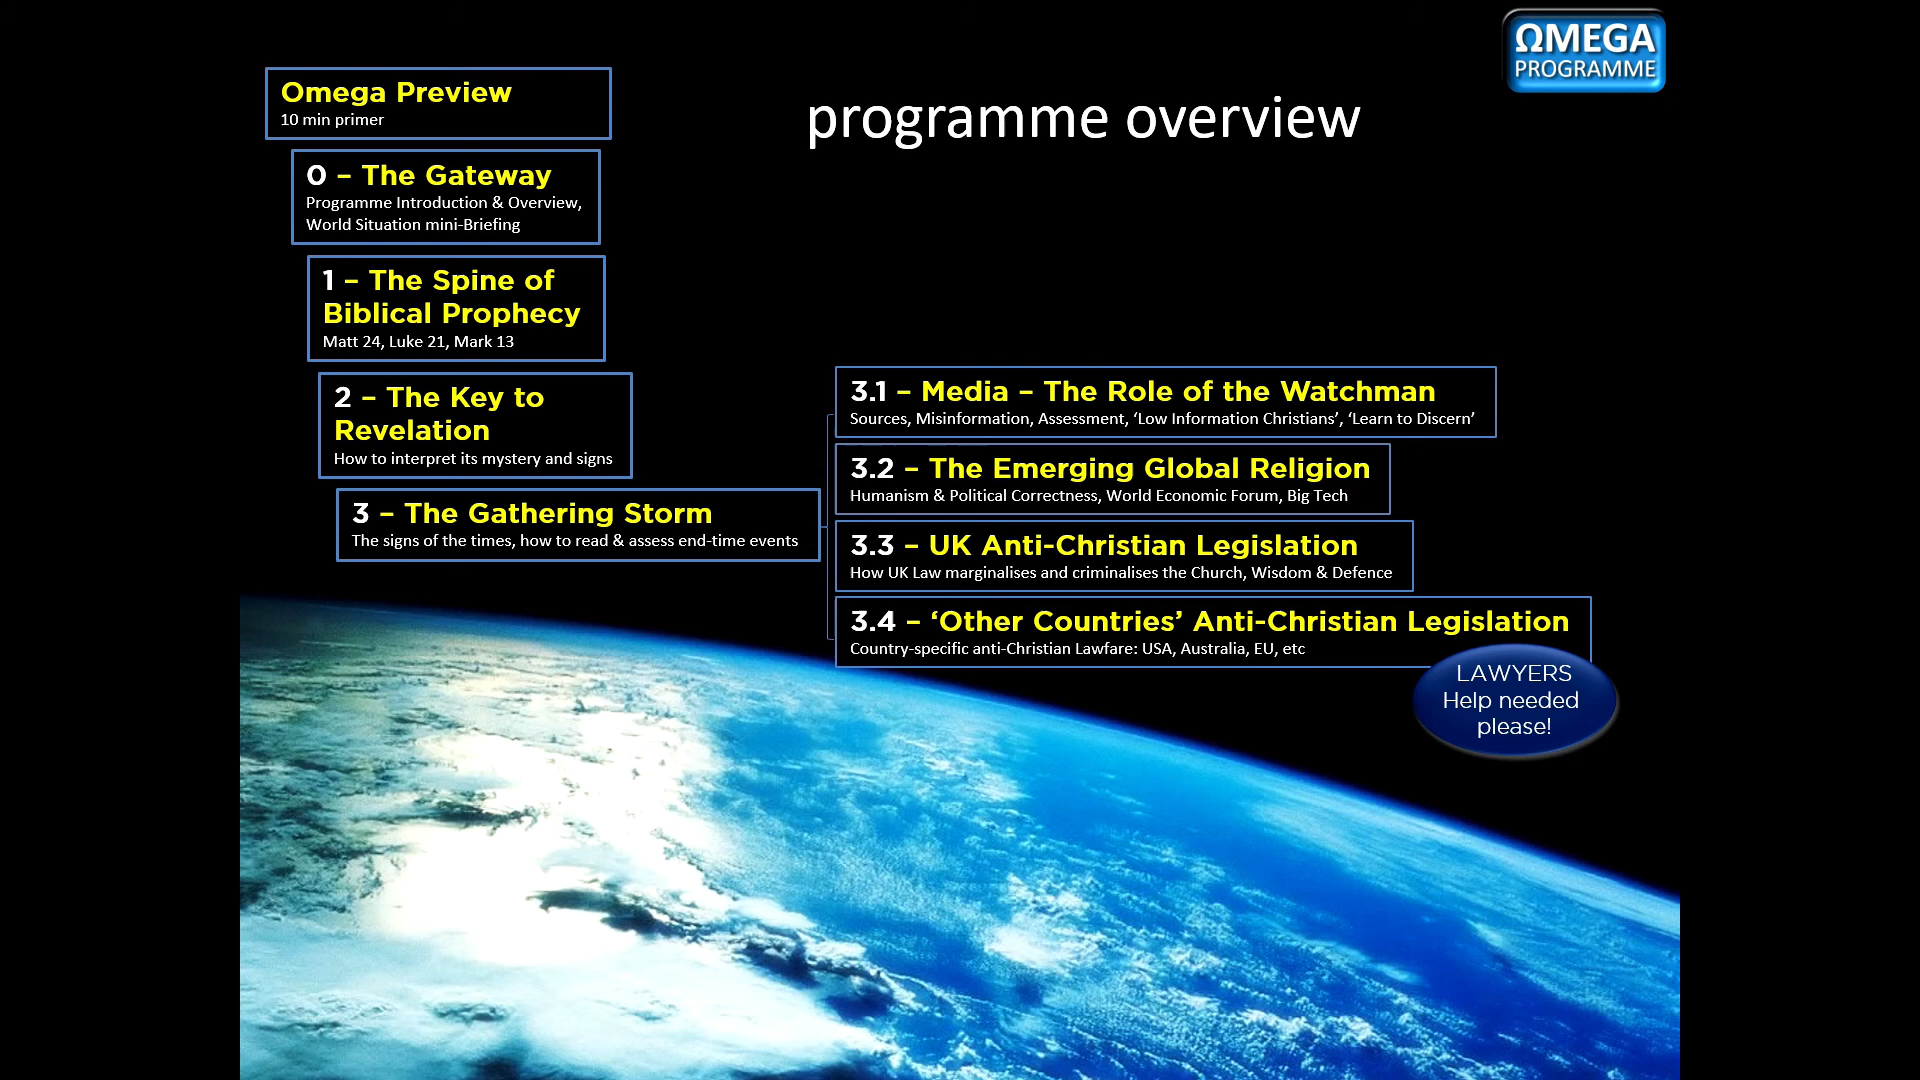 ΩMEGA
PROGRAMME
programme overview
Omega Preview
10 min primer
0 – The Gateway
Programme Introduction & Overview,
World Situation mini-Briefing
1 – The Spine of
Biblical Prophecy
Matt 24, Luke 21, Mark 13
2 – The Key to
Revelation
How to interpret its mystery and signs
3 – The Gathering Storm
The signs of the times, how to read & assess end-time events
3.1 – Media – The Role of the Watchman
Sources, Misinformation, Assessment, ‘Low Information Christians’, ‘Learn to Discern’
3.2 – The Emerging Global Religion
Humanism & Political Correctness, World Economic Forum, Big Tech
3.3 – UK Anti-Christian Legislation
How UK Law marginalises and criminalises the Church, Wisdom & Defence
3.4 – ‘Other Countries’ Anti-Christian Legislation
Country-specific anti-Christian Lawfare: USA, Australia, EU, etc
LAWYERS
Help needed
please!